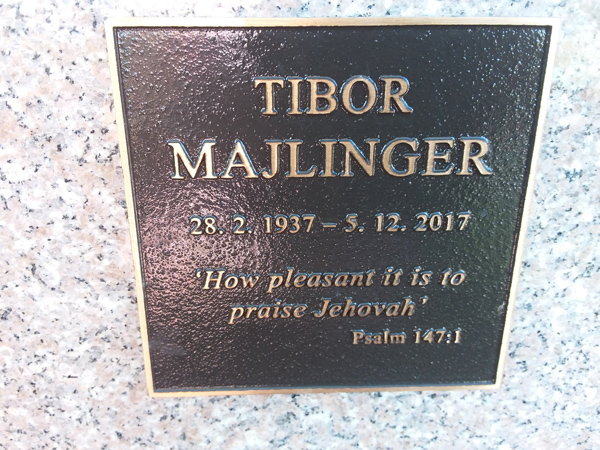 TIBOR
MAJLINGER
28. 2. 1937 – 5. 12. 2017
‘How pleasant it is to
praise Jehovah’
Psalm 147:1